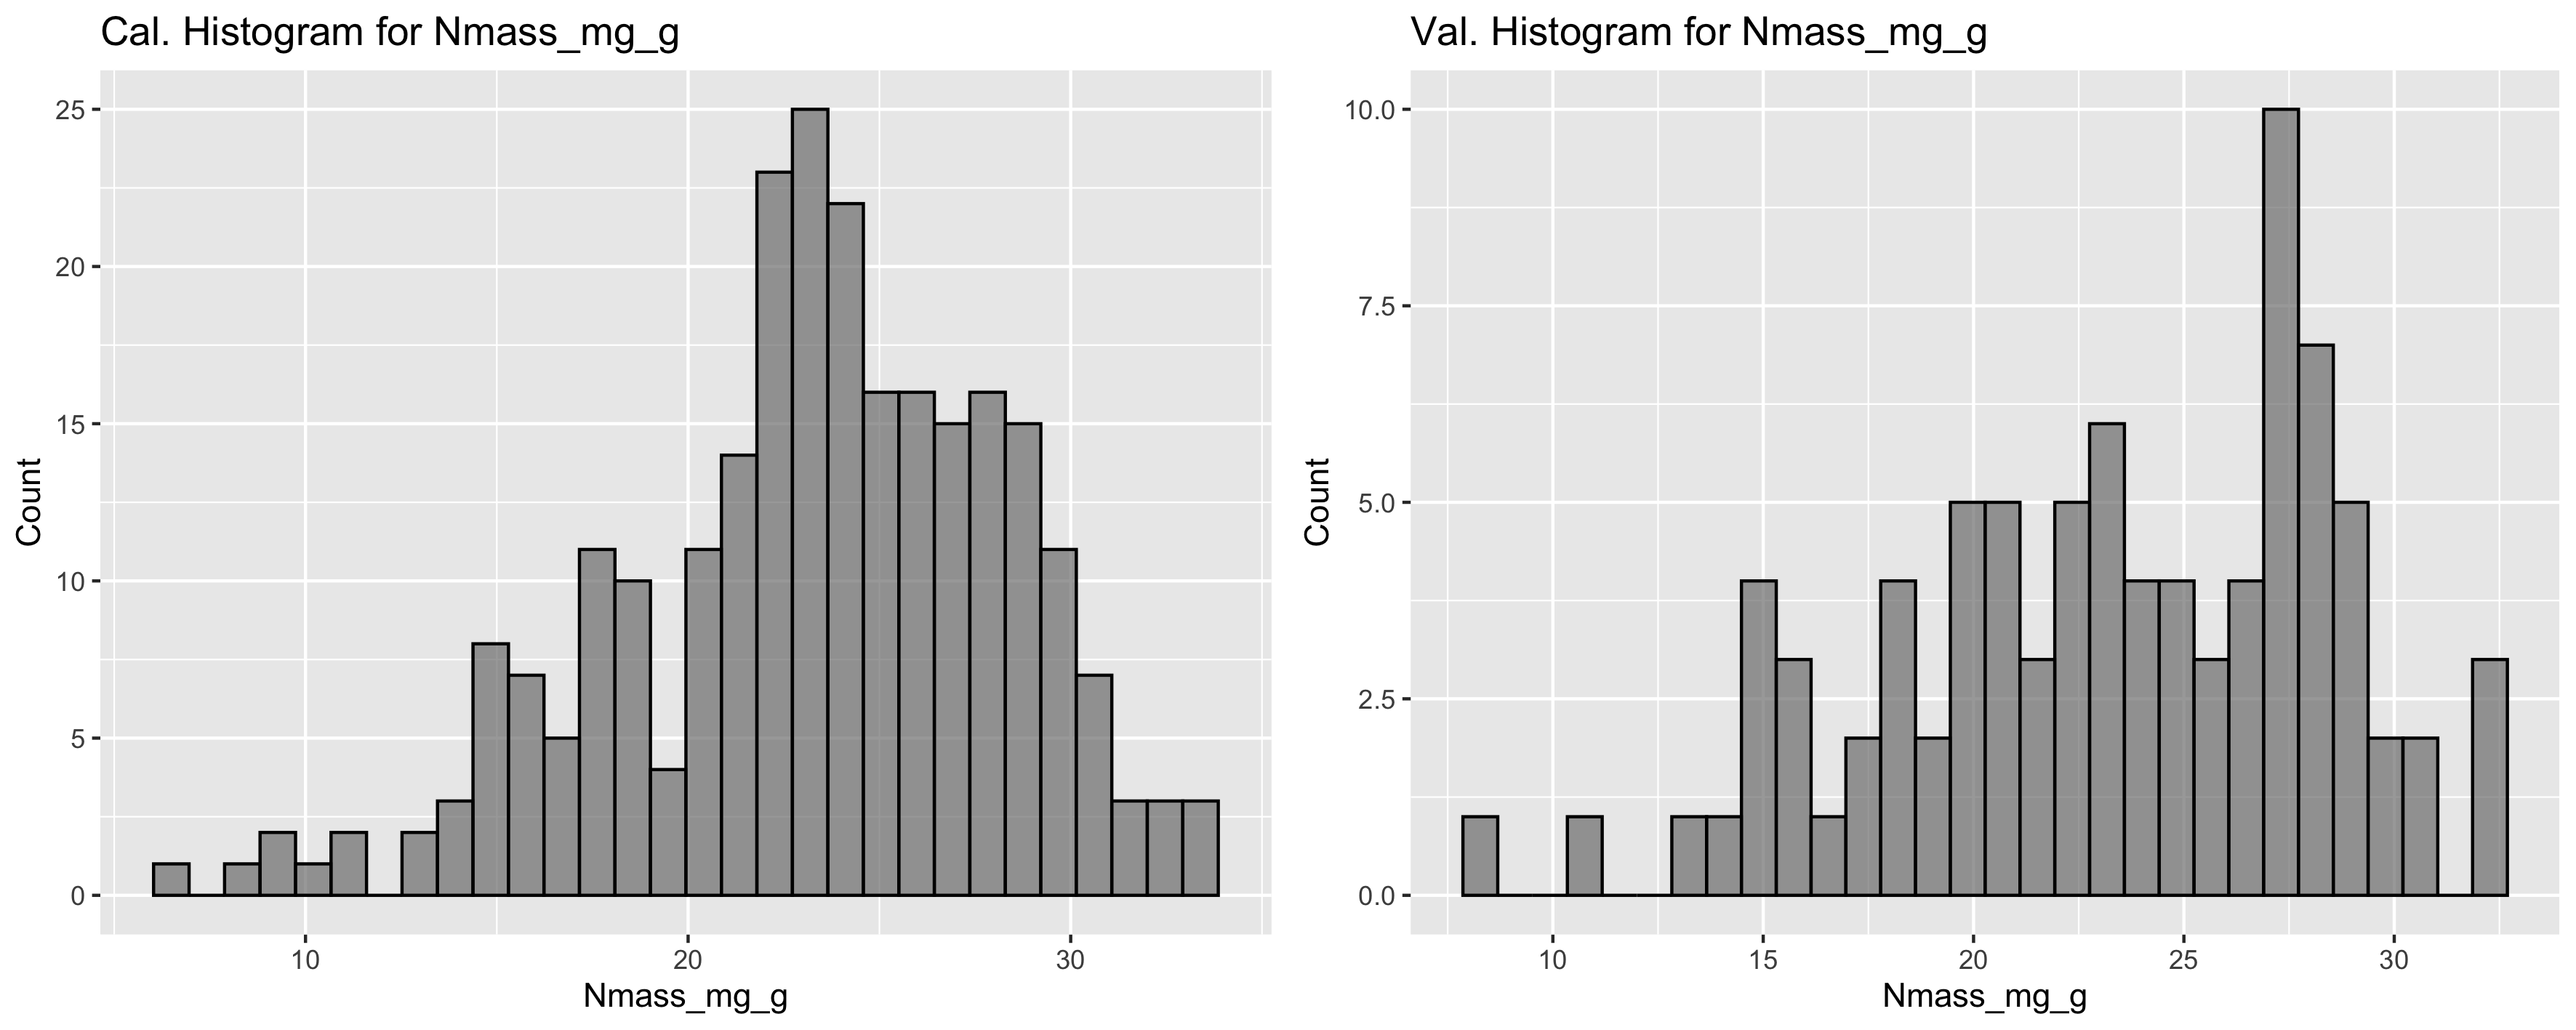 Cal. Histogram for Nmass_mg_g
25
20
15
10
5
0
Count
10 20 30
Nmass_mg_g
Val. Histogram for Nmass_mg_g
10.0
7.5
5.0
2.5
0.0
Count
10 15 20 25 30
Nmass_mg_g